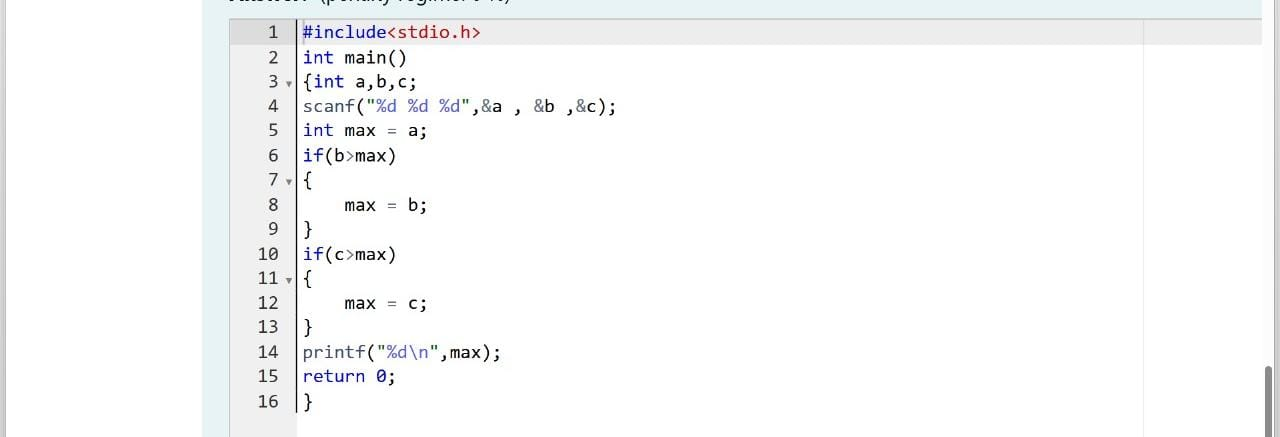 1 #include<stdio.h>
2 int main()
3 {int a,b,c;
4 scanf("%d %d %d",&a , &b ,&c);
5 int max = a;
6 if(b>max)
7 {
8     max = b;
9 }
10 if(c>max)
11 {
12     max = c;
13 }
14 printf("%d\n",max);
15 return 0;
16 }